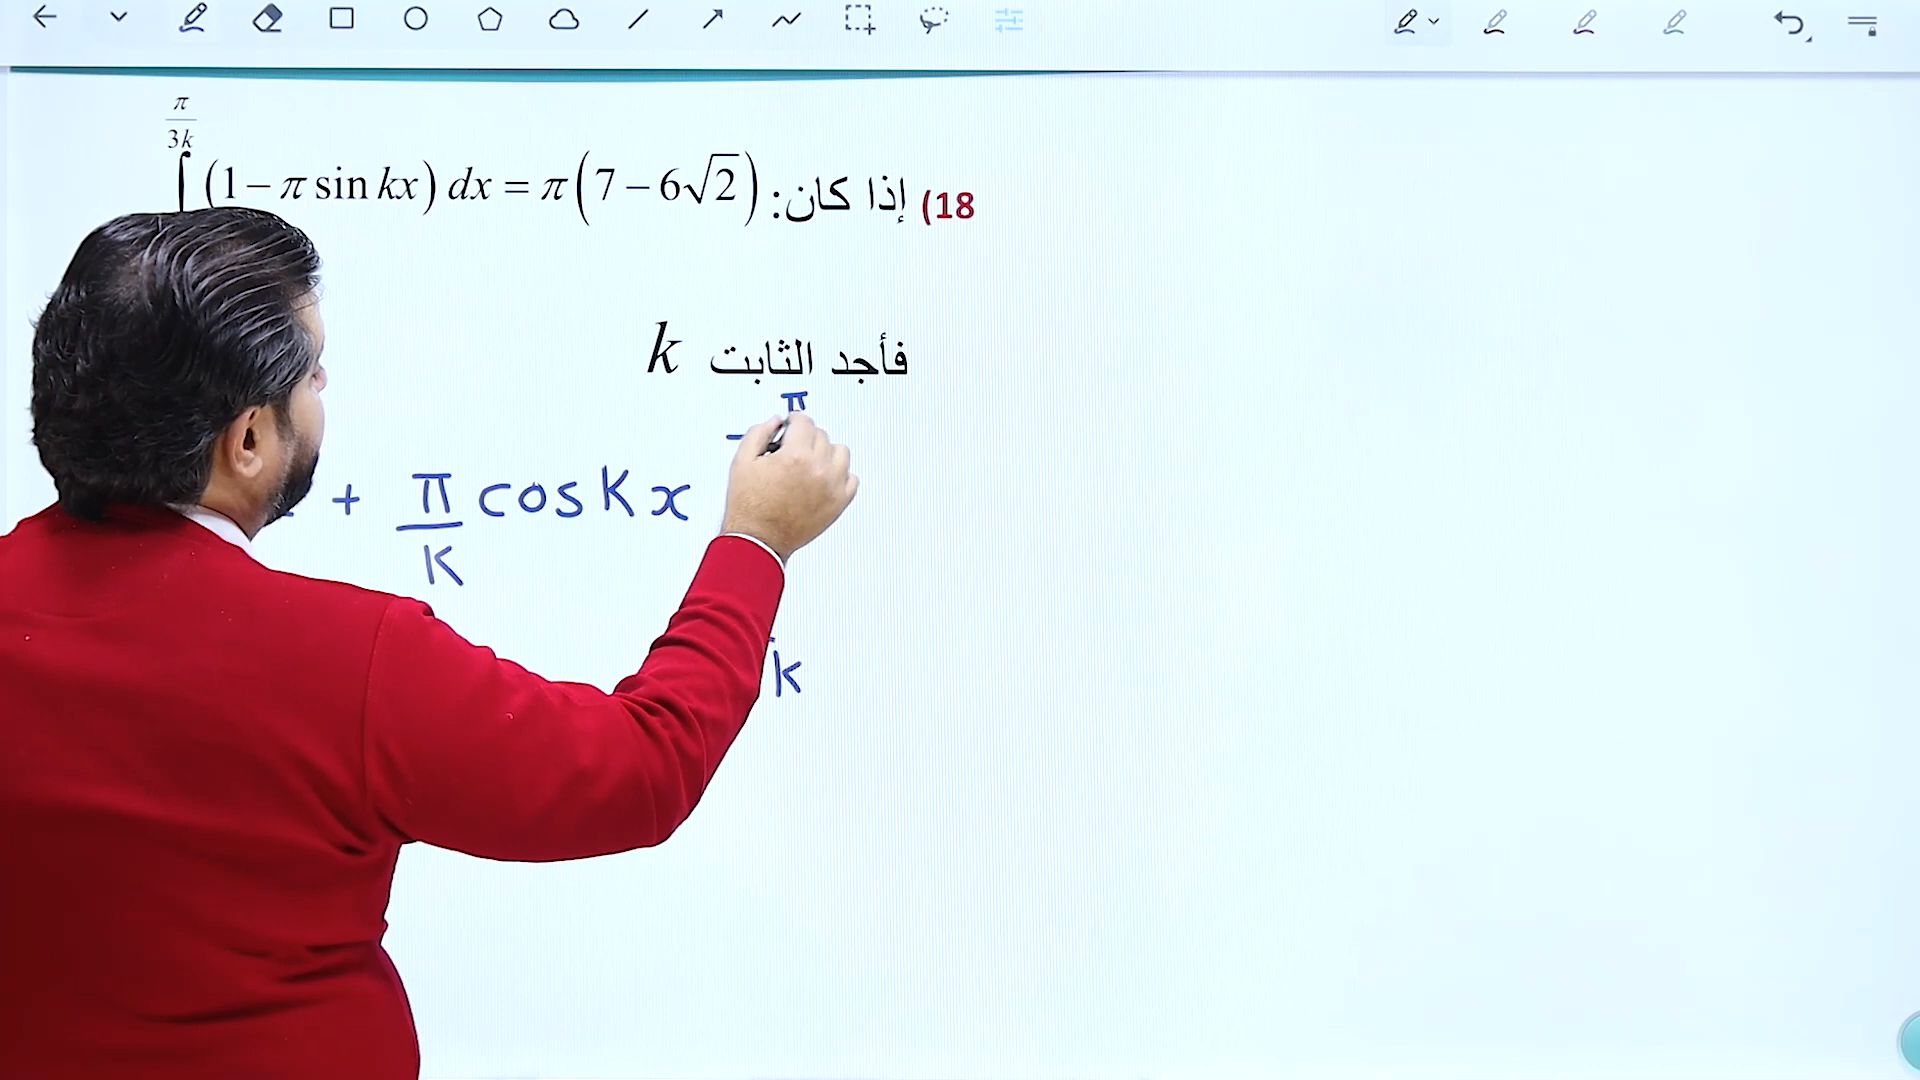 18) إذا كان: ∫ (1 − π sin kx) dx = π(7 − 6√2)
π/3k
فأجد الثابت k
π
+ π/k cos kx
k